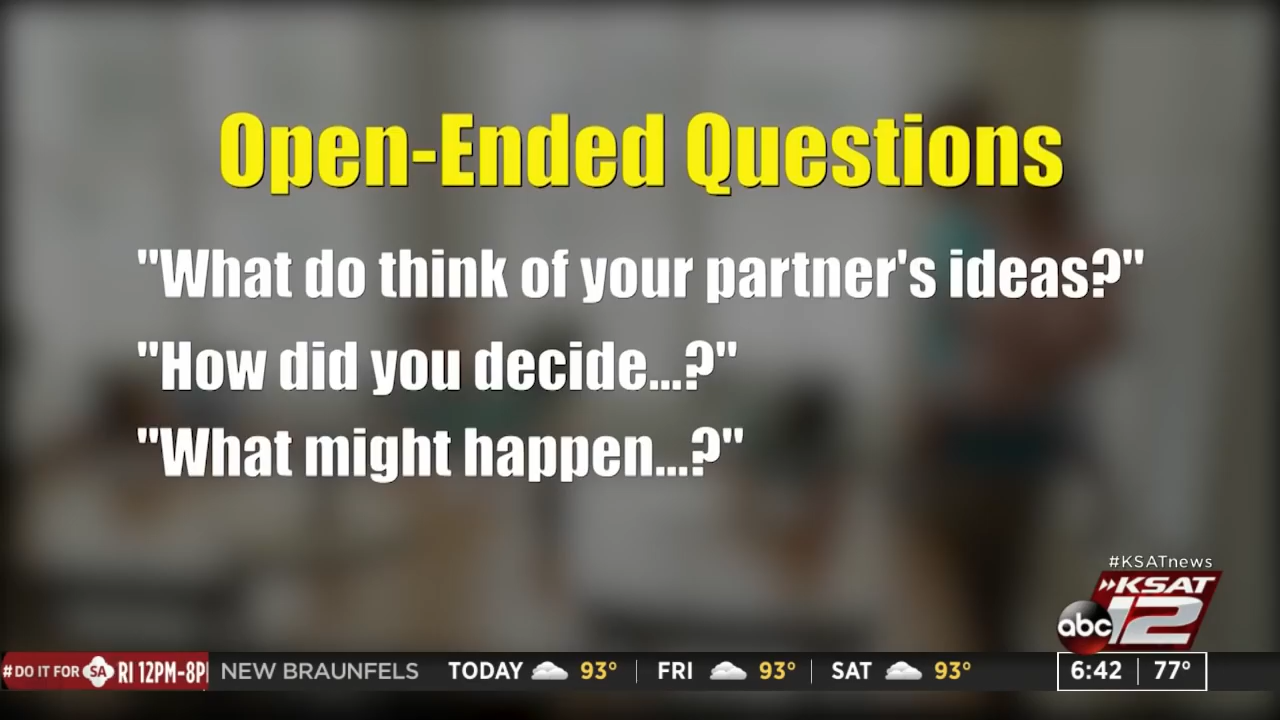 Open-Ended Questions
"What do think of your partner's ideas?"
"How did you decide...?"
"What might happen...?"
#KSATnews
KSAT
abc 12
#DO IT FOR SA RI 12PM-8P NEW BRAUNFELS TODAY 93° FRI 93° SAT 93° 6:42 77°